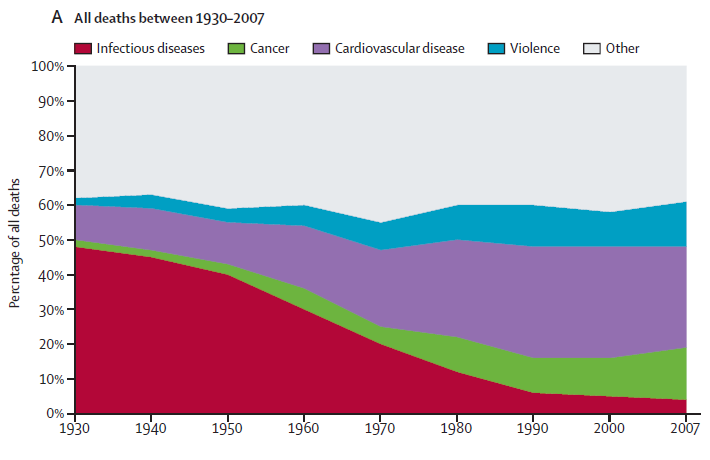 A All deaths between 1930–2007
Infectious diseases Cancer Cardiovascular disease Violence Other
100%
90%
80%
70%
60%
50%
40%
30%
20%
10%
0%
Percntage of all deaths
1930 1940 1950 1960 1970 1980 1990 2000 2007